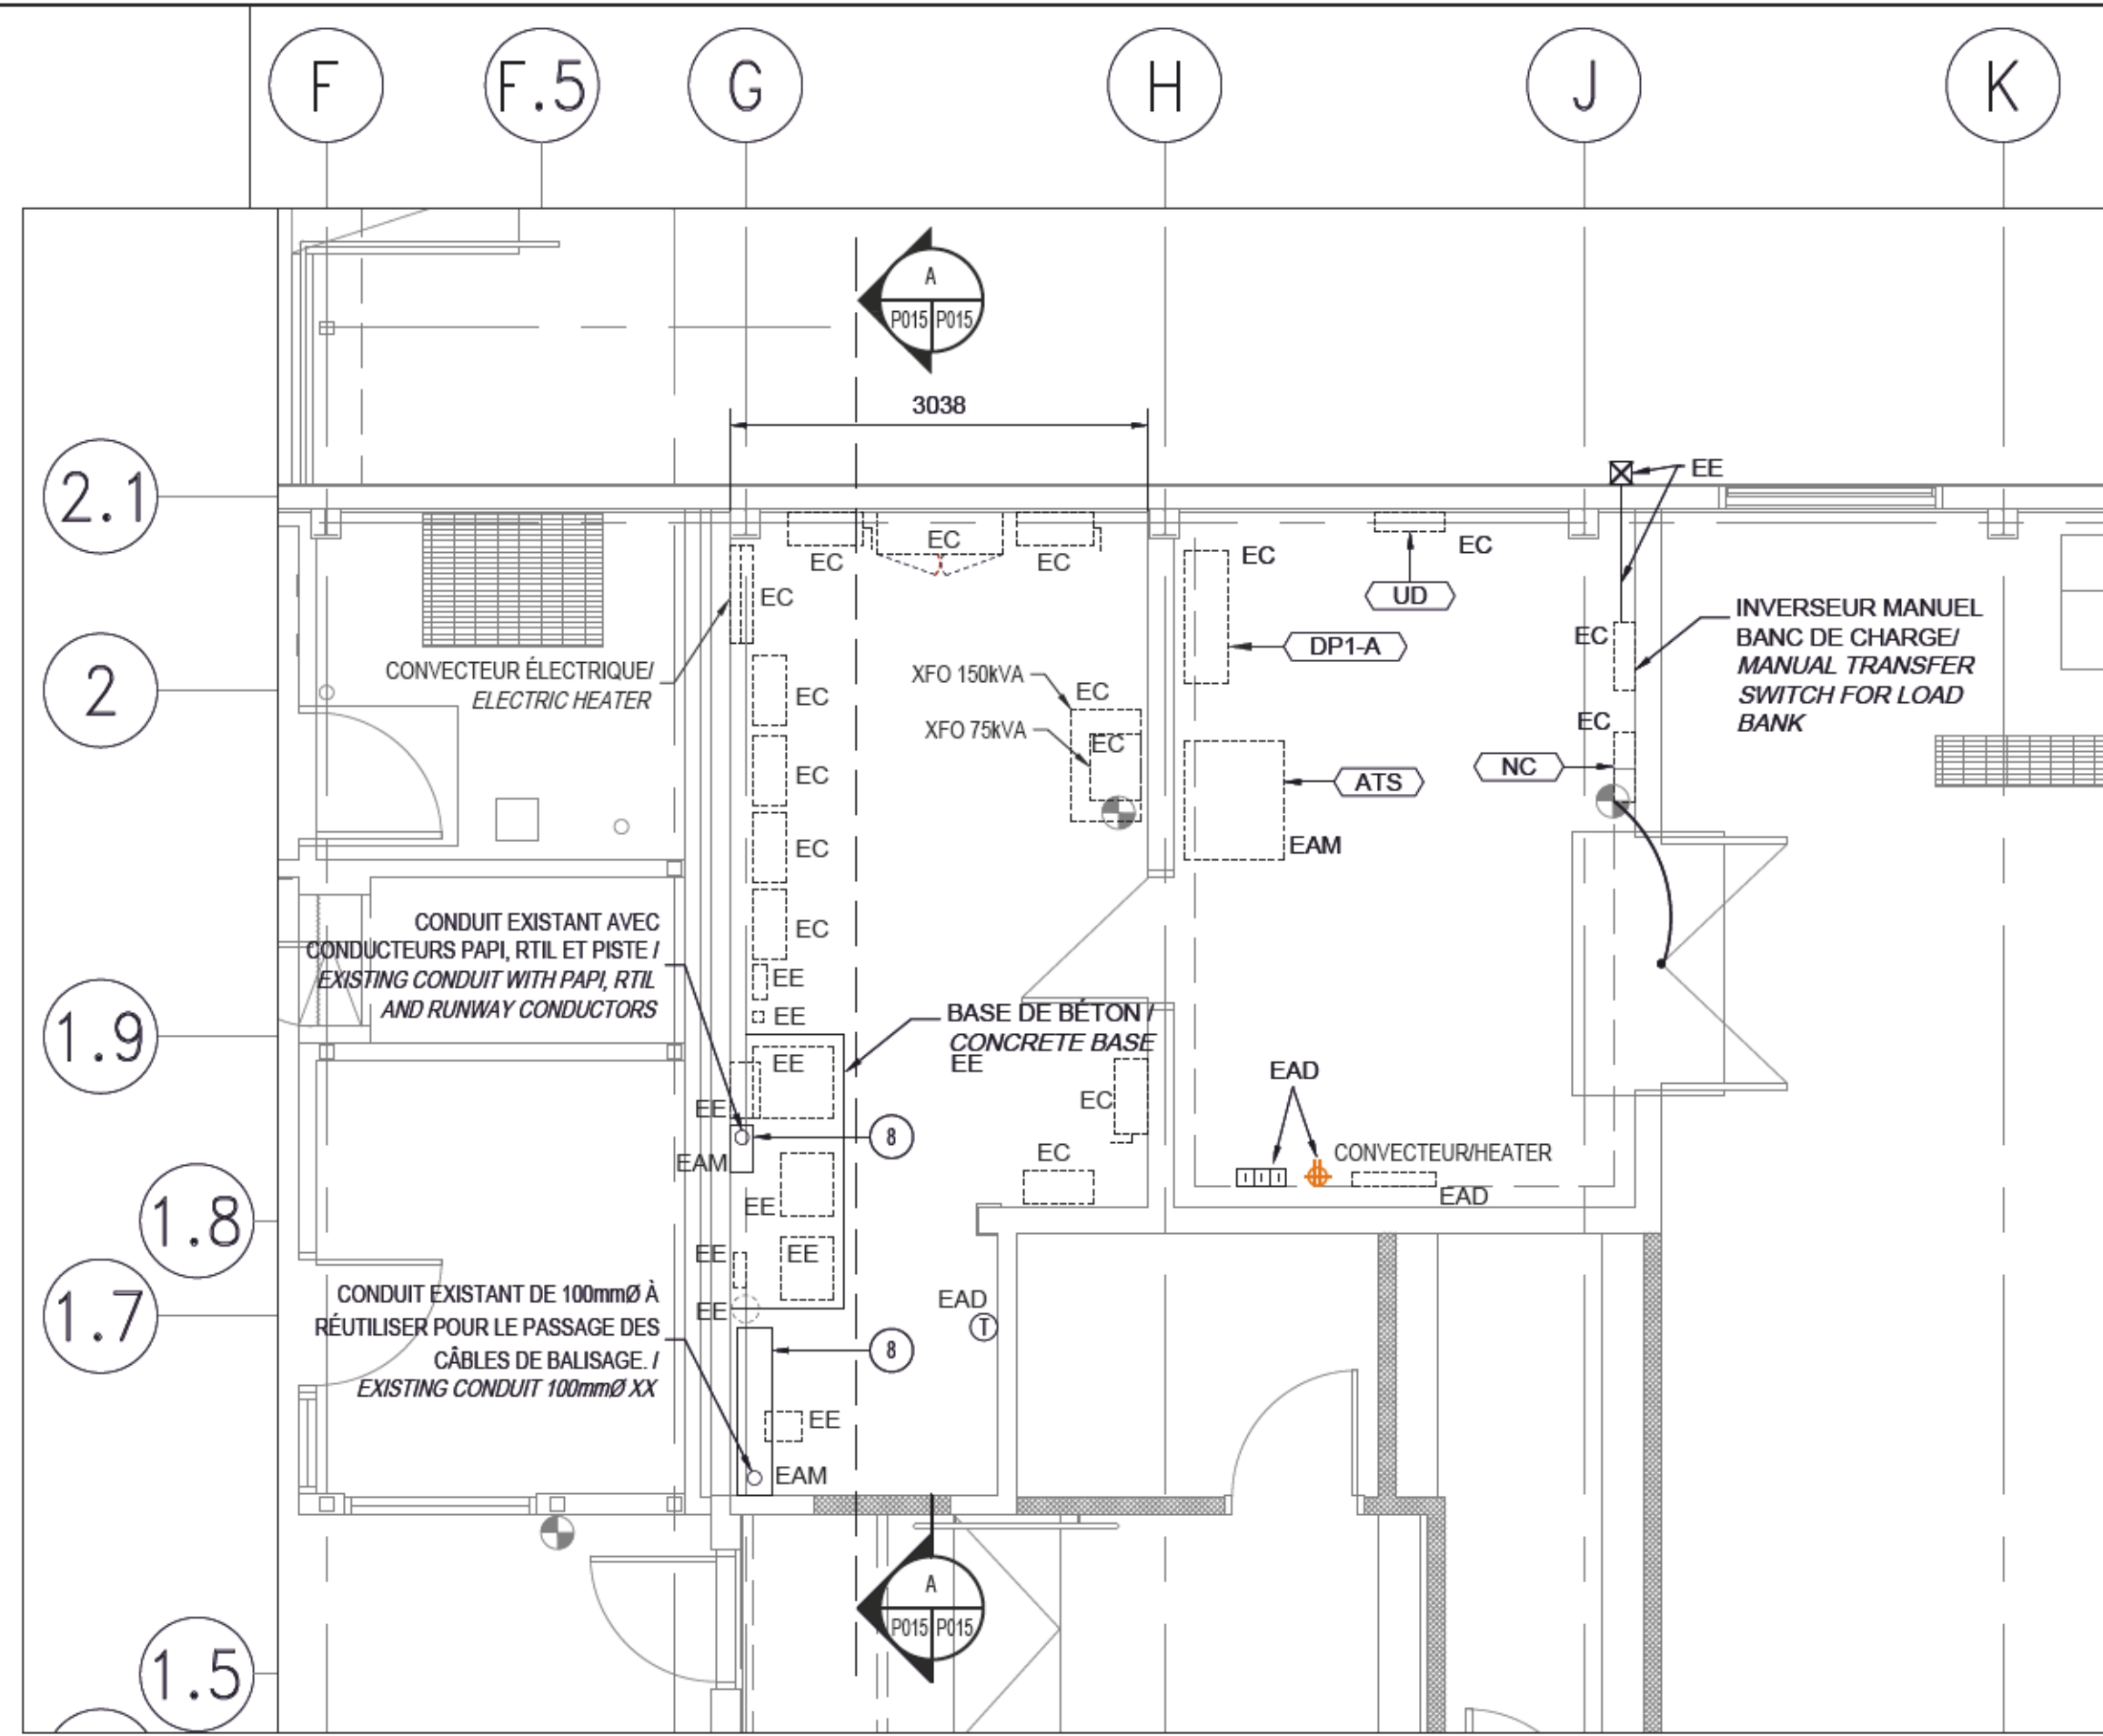 F
F.5
G
H
J
K
A
P015 P015
3038
2.1
EE
EC
EC
EC
EC
EC
EC
UD
INVERSEUR MANUEL
BANC DE CHARGE/
MANUAL TRANSFER
SWITCH FOR LOAD
BANK
EC
DP1-A
2
CONVECTEUR ÉLECTRIQUE/
ELECTRIC HEATER
XFO 150kVA
EC
EC
XFO 75kVA
EC
EC
NC
EC
ATS
EC
EAM
CONDUIT EXISTANT AVEC
CONDUCTEURS PAPI, RTIL ET PISTE /
EXISTING CONDUIT WITH PAPI, RTIL
AND RUNWAY CONDUCTORS
EC
EE
EE
1.9
BASE DE BÉTON /
CONCRETE BASE
EE
EE
EAD
EE
EC
8
EAM
EC
CONVECTEUR/HEATER
EAD
EE
1.8
EE
EE
EAD
T
1.7
CONDUIT EXISTANT DE 100mmØ À
RÉUTILISER POUR LE PASSAGE DES
CÂBLES DE BALISAGE. /
EXISTING CONDUIT 100mmØ XX
EE
8
EE
EAM
A
P015 P015
1.5